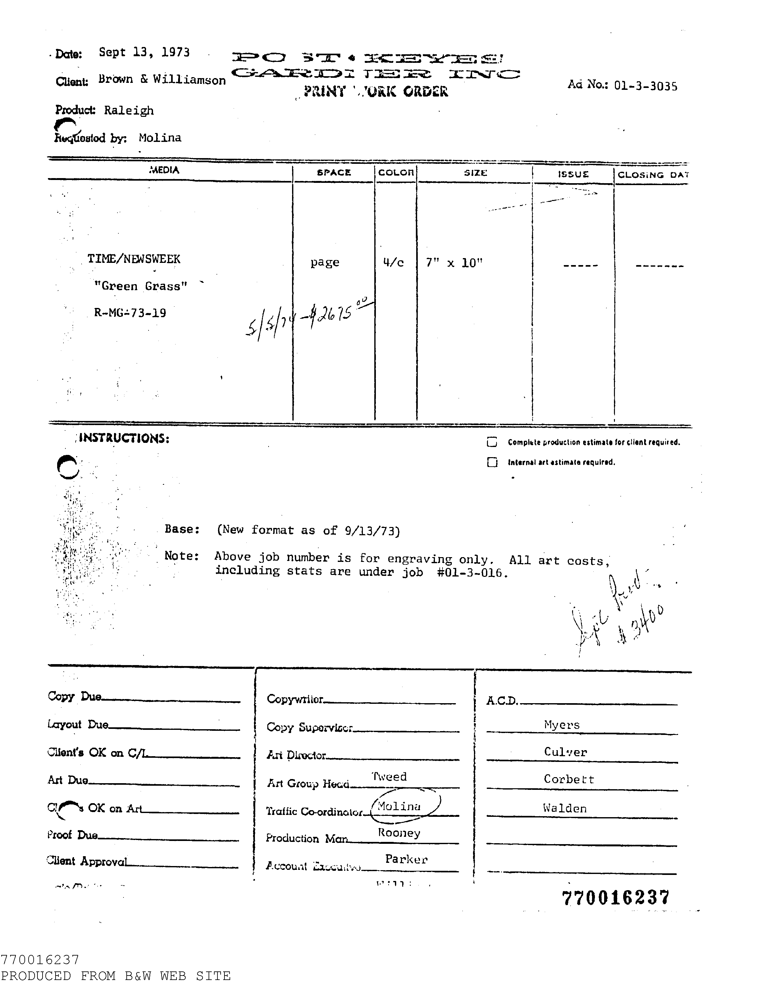 Date: Sept 13, 1973
POST·KEYES
Client: Brown & Williamson
GARDNER INC
PRINT WORK ORDER
Ad No.: 01-3-3035
Product: Raleigh
Requested by: Molina
MEDIA SPACE COLOR SIZE ISSUE CLOSING DAT
TIME/NEWSWEEK page 4/c 7" x 10" ----- -------
"Green Grass"
R-MG-73-19
5/5/74 - $2675 00
INSTRUCTIONS:
Complete production estimate for client required.
Internal art estimate required.
Base: (New format as of 9/13/73)
Note: Above job number is for engraving only. All art costs,
including stats are under job #01-3-016.
$ 3400
Copy Due Copywriter A.C.D.
Layout Due Copy Supervisor Myers
Client's OK on C/L Art Director Culver
Art Due Art Group Head Tweed Corbett
OK on Art Traffic Co-ordinator Molina Walden
Proof Due Production Man Rooney
Client Approval Account Executive Parker
770016237
770016237
PRODUCED FROM B&W WEB SITE